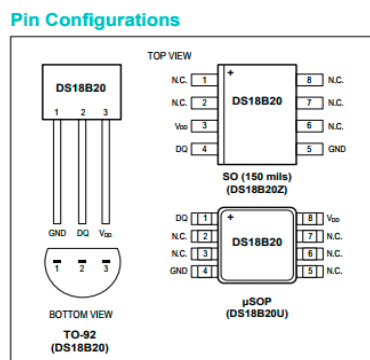 Pin Configurations
TOP VIEW
DS18B20
1 2 3
GND DQ VDD
1 2 3
BOTTOM VIEW
TO-92
(DS18B20)
N.C. 1
N.C. 2
VDD 3
DQ 4
+
DS18B20
8 N.C.
7 N.C.
6 N.C.
5 GND
SO (150 mils)
(DS18B20Z)
DQ 1
N.C. 2
N.C. 3
GND 4
+
DS18B20
8 VDD
7 N.C.
6 N.C.
5 N.C.
µSOP
(DS18B20U)